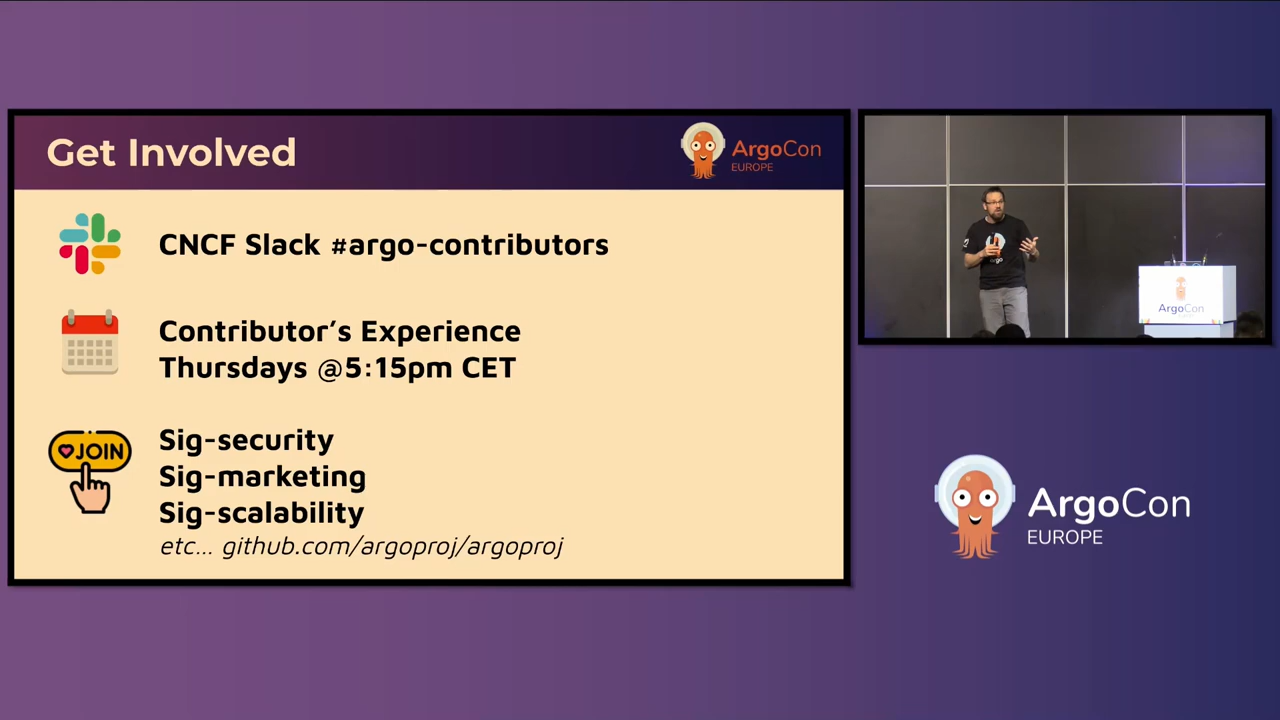 Get Involved
ArgoCon
EUROPE
CNCF Slack #argo-contributors
Contributor's Experience
Thursdays @5:15pm CET
JOIN
Sig-security
Sig-marketing
Sig-scalability
etc... github.com/argoproj/argoproj
argo
ArgoCon
ArgoCon
EUROPE